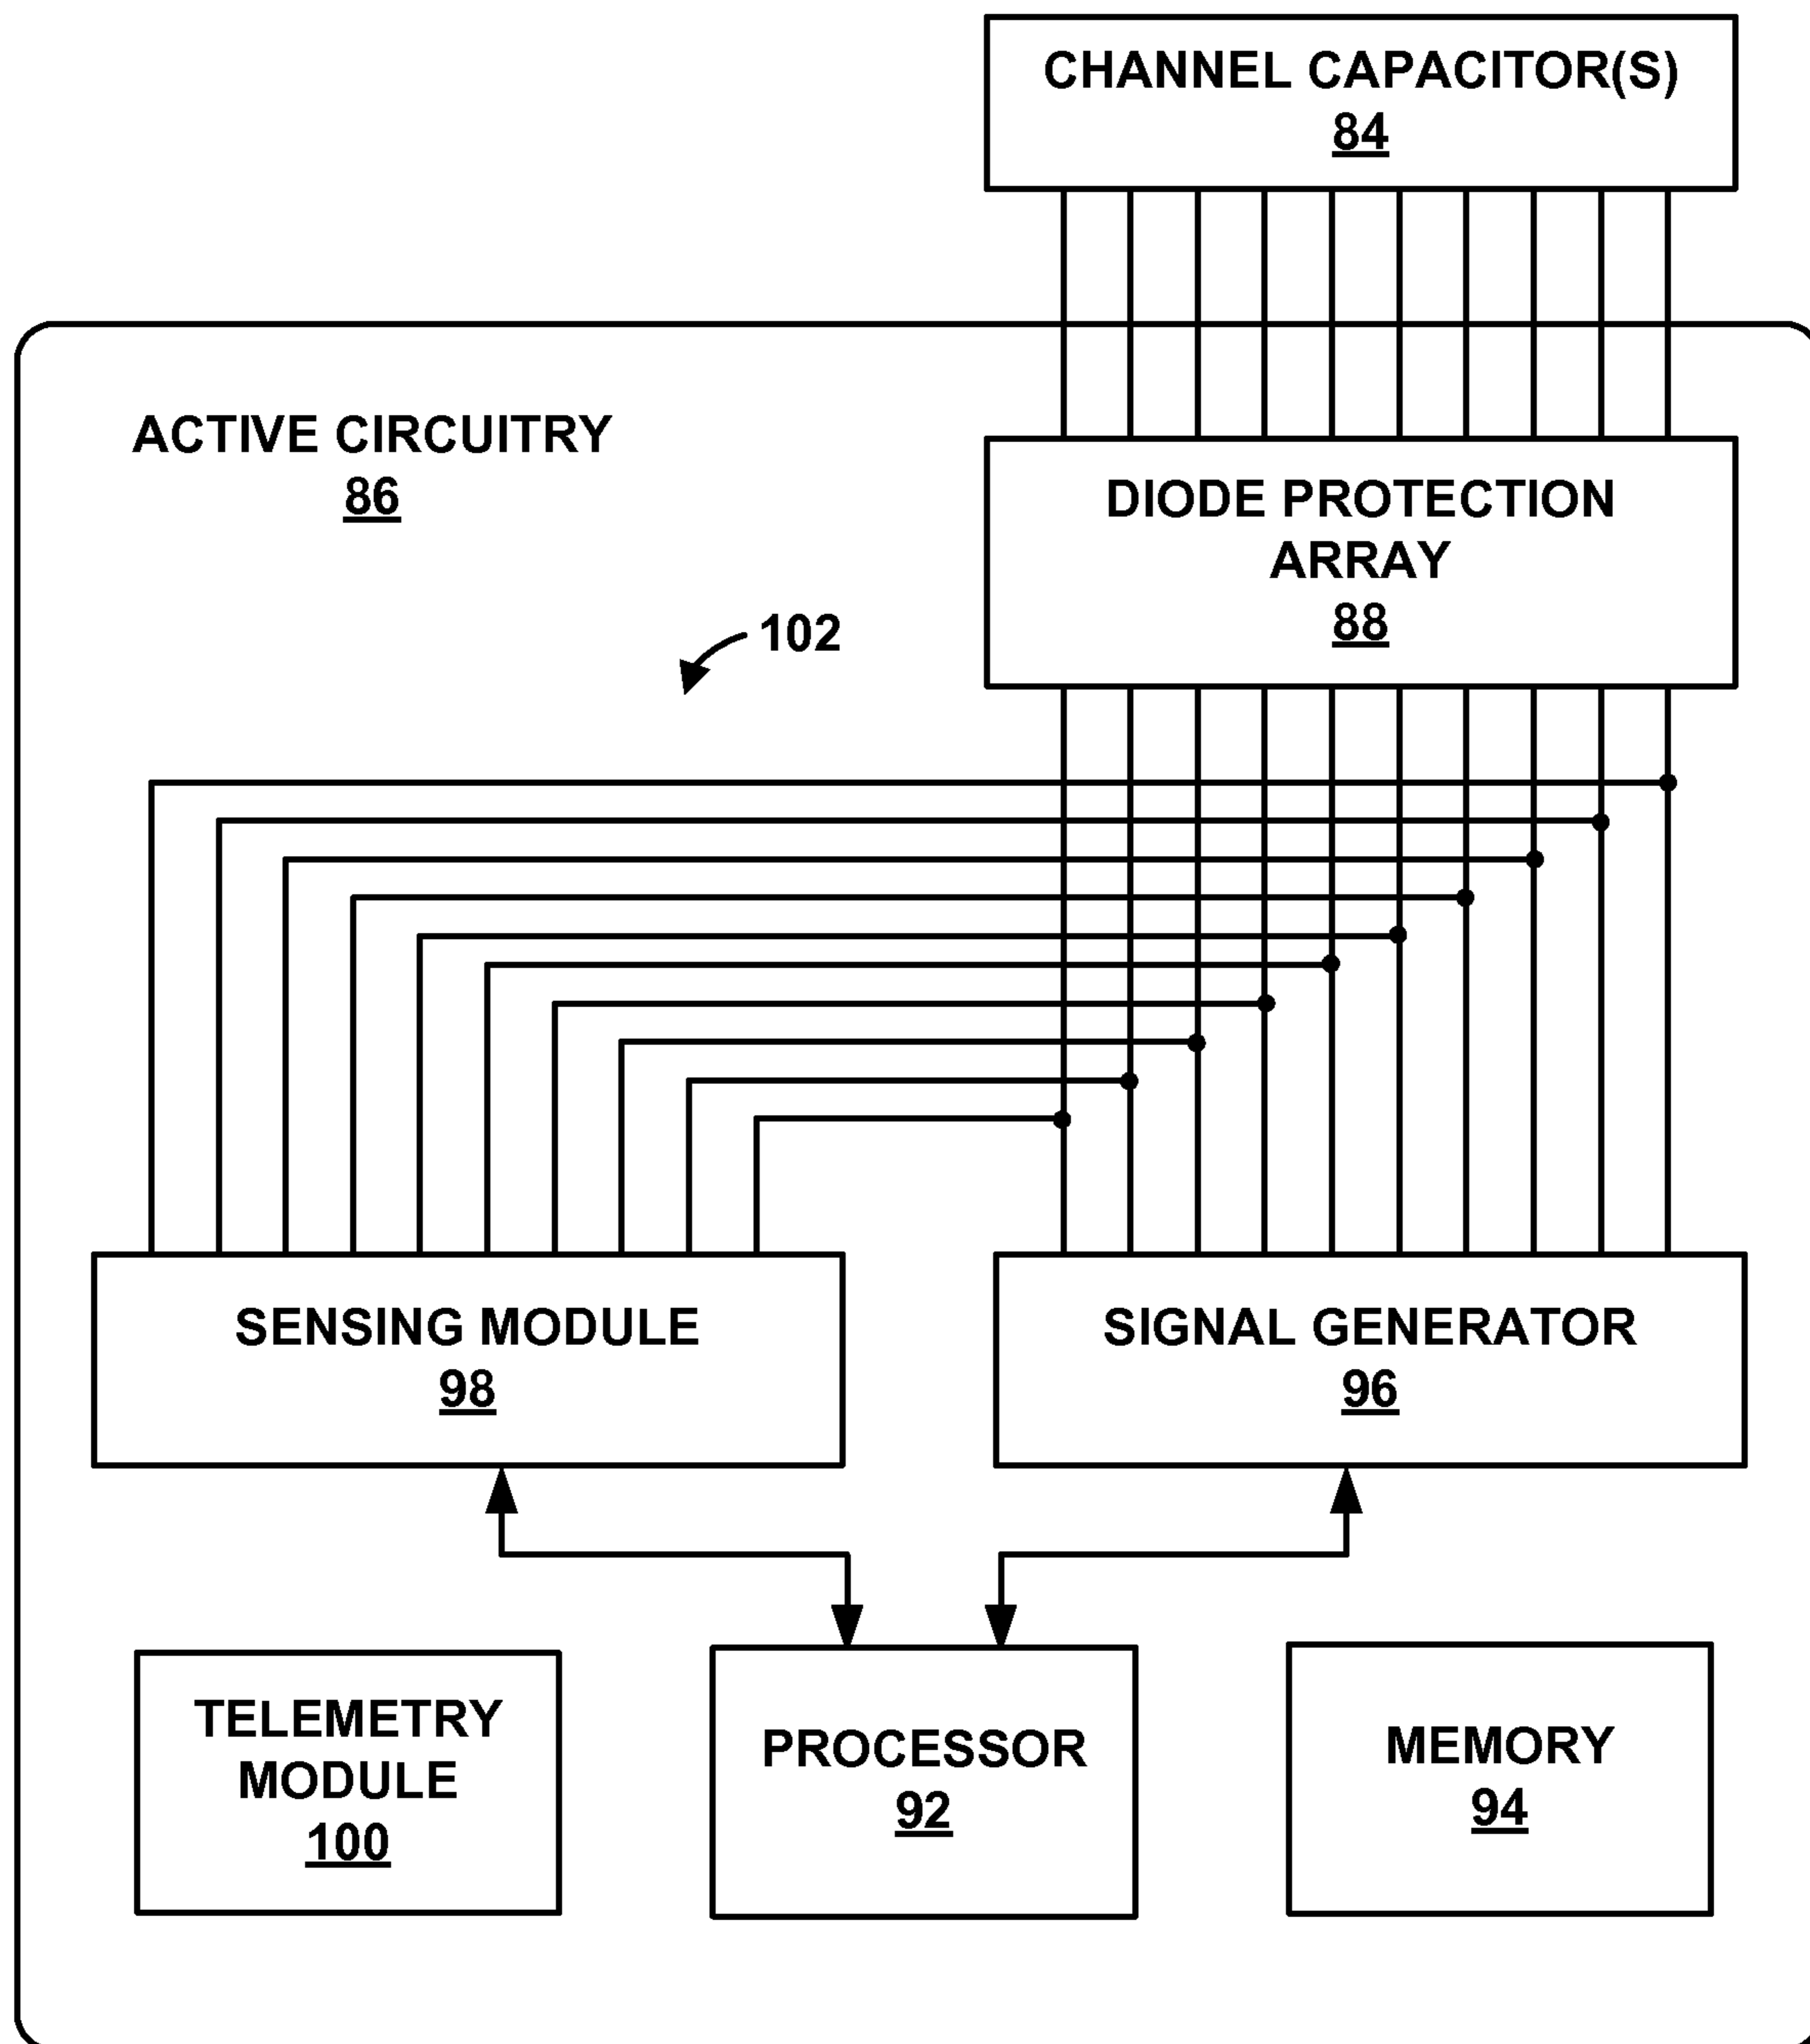 CHANNEL CAPACITOR(S)
84
ACTIVE CIRCUITRY
86
DIODE PROTECTION
ARRAY
88
102
SENSING MODULE
98
SIGNAL GENERATOR
96
TELEMETRY
MODULE
100
PROCESSOR
92
MEMORY
94